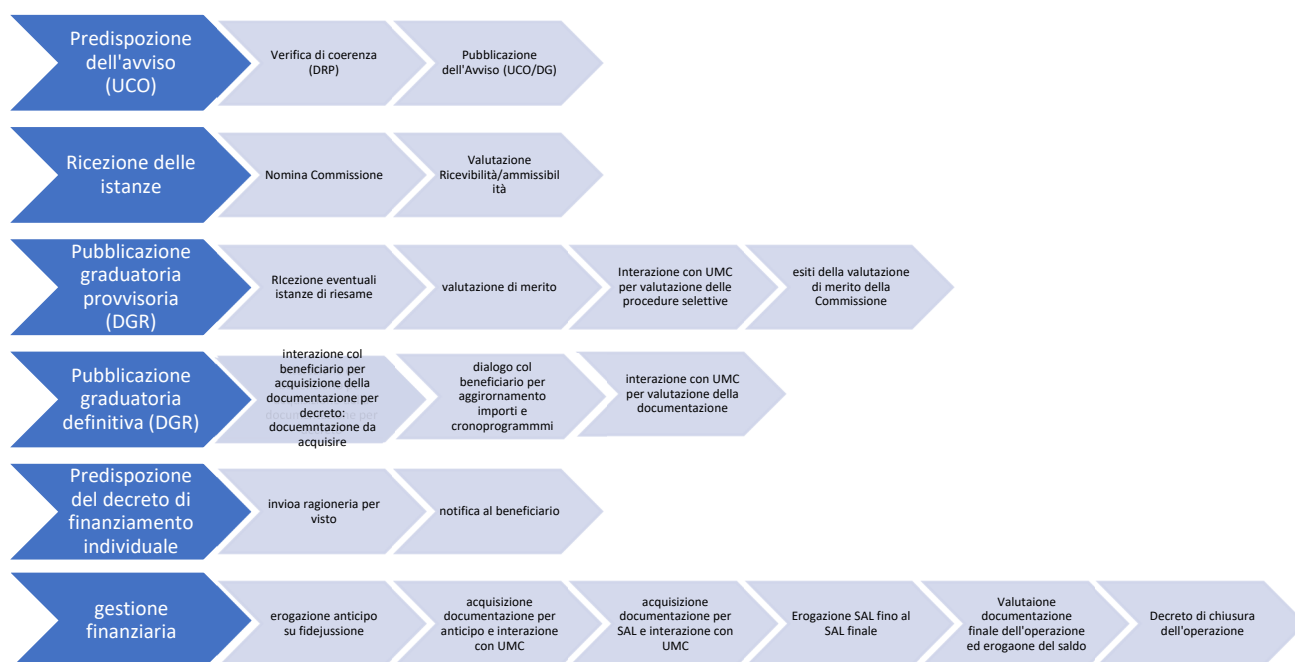 Predispozione
dell'avviso
(UCO)
Verifica di coerenza
(DRP)
Pubblicazione
dell'Avviso (UCO/DG)
Ricezione delle
istanze
Nomina Commissione
Valutazione
Ricevibilità/ammissibil
ità
Pubblicazione
graduatoria
provvisoria
(DGR)
RIcezione eventuali
istanze di riesame
valutazione di merito
Interazione con UMC
per valutazione delle
procedure selettive
esiti della valutazione
di merito della
Commissione
Pubblicazione
graduatoria
definitiva (DGR)
interazione col
beneficiario per
acquisizione della
documentazione per
decreto:
docuemntazione da
acquisire
dialogo col
beneficiario per
aggirornamento
importi e
cronoprogrammmi
interazione con UMC
per valutazione della
documentazione
Predispozione
del decreto di
finanziamento
individuale
invioa ragioneria per
visto
notifica al beneficiario
gestione
finanziaria
erogazione anticipo
su fidejussione
acquisizione
documentazione per
anticipo e interazione
con UMC
acquisizione
documentazione per
SAL e interazione con
UMC
Erogazione SAL fino al
SAL finale
Valutaione
documentazione
finale dell'operazione
ed erogaone del saldo
Decreto di chiusura
dell'operazione